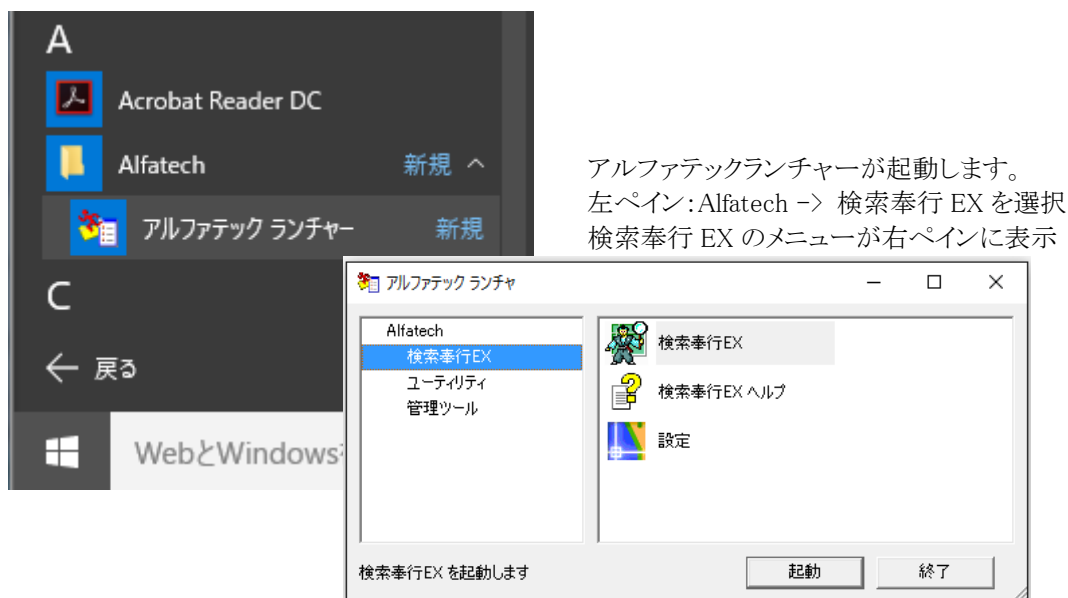 A
Acrobat Reader DC
Alfatech 新規
アルファテック ランチャー 新規
C
戻る
WebとWindows
アルファテックランチャーが起動します。
左ペイン：Alfatech -> 検索奉行 EX を選択
検索奉行 EX のメニューが右ペインに表示
アルファテック ランチャ
Alfatech
検索奉行EX
ユーティリティ
管理ツール
検索奉行EX
検索奉行EX ヘルプ
設定
検索奉行EX を起動します
起動
終了